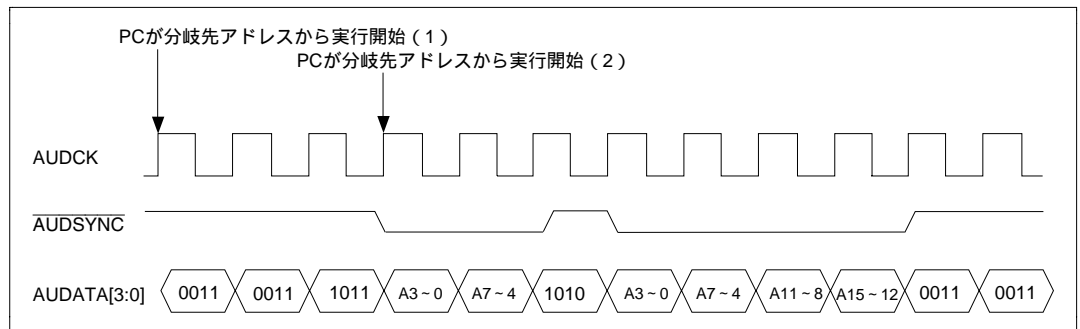 PCが分岐先アドレスから実行開始(1)
PCが分岐先アドレスから実行開始(2)
AUDCK
AUDSYNC
AUDATA[3:0] 0011 0011 1011 A3~0 A7~4 1010 A3~0 A7~4 A11~8 A15~12 0011 0011